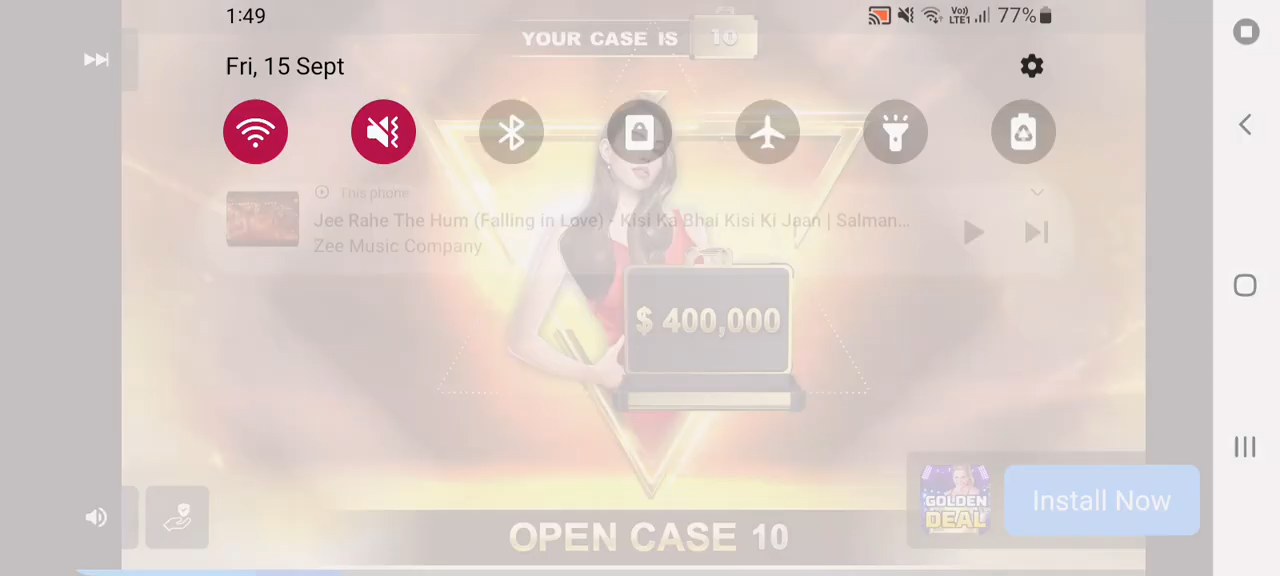 1:49
Vo))
LTE1
77%
Fri, 15 Sept
YOUR CASE IS 10
This phone
Jee Rahe The Hum (Falling in Love) - Kisi Ka Bhai Kisi Ki Jaan | Salman...
Zee Music Company
$ 400,000
GOLDEN
DEAL
Install Now
OPEN CASE 10